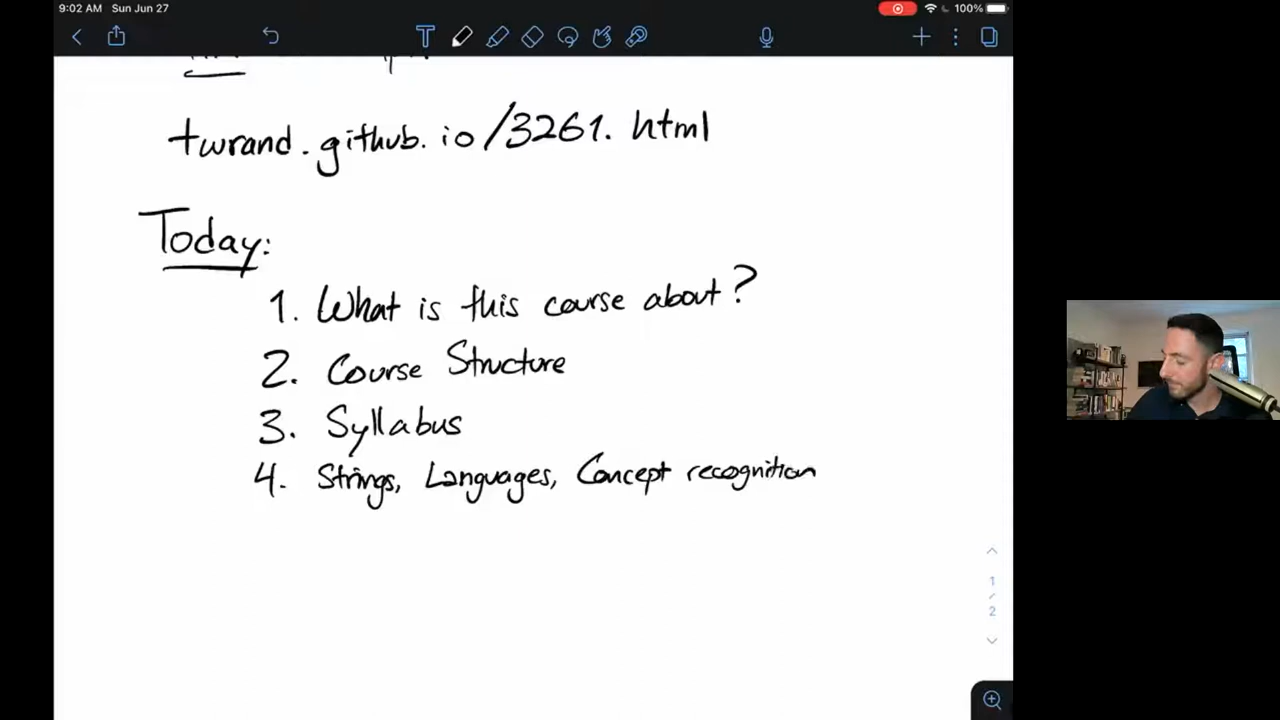 9:02 AM Sun Jun 27
100%
T
twrand.github.io/3261.html
Today:
1. What is this course about?
2. Course Structure
3. Syllabus
4. Strings, Languages, Concept recognition
1
/
2